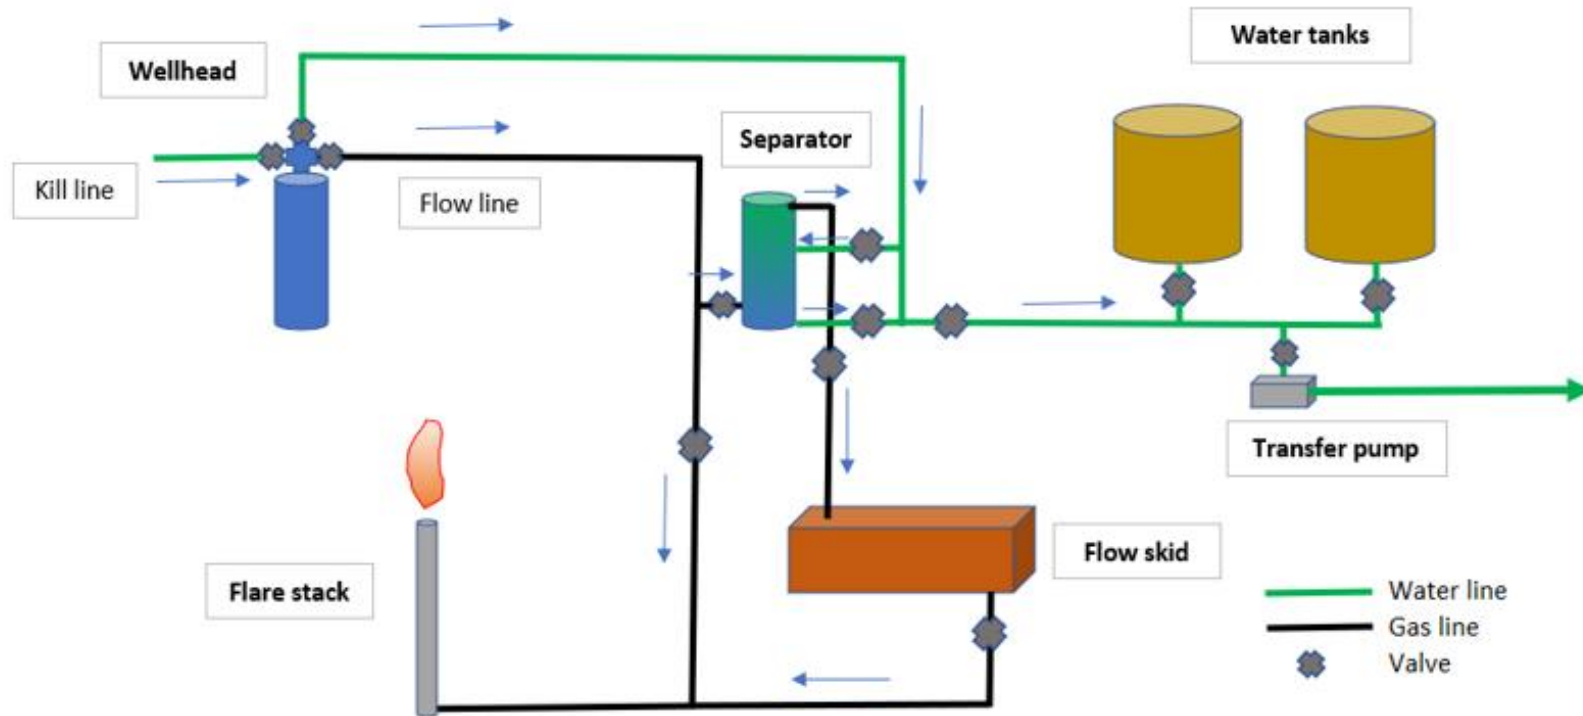 Water tanks
Wellhead
Separator
Kill line
Flow line
Transfer pump
Flow skid
Flare stack
Water line
Gas line
Valve